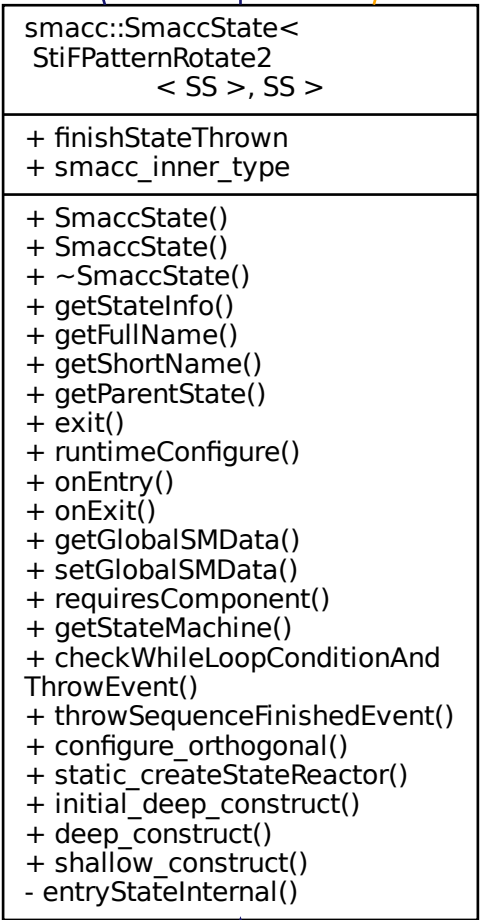 smacc::SmaccState<
StiFPatternRotate2
< SS >, SS >
+ finishStateThrown
+ smacc_inner_type
+ SmaccState()
+ SmaccState()
+ ~SmaccState()
+ getStateInfo()
+ getFullName()
+ getShortName()
+ getParentState()
+ exit()
+ runtimeConfigure()
+ onEntry()
+ onExit()
+ getGlobalSMData()
+ setGlobalSMData()
+ requiresComponent()
+ getStateMachine()
+ checkWhileLoopConditionAnd
ThrowEvent()
+ throwSequenceFinishedEvent()
+ configure_orthogonal()
+ static_createStateReactor()
+ initial_deep_construct()
+ deep_construct()
+ shallow_construct()
- entryStateInternal()